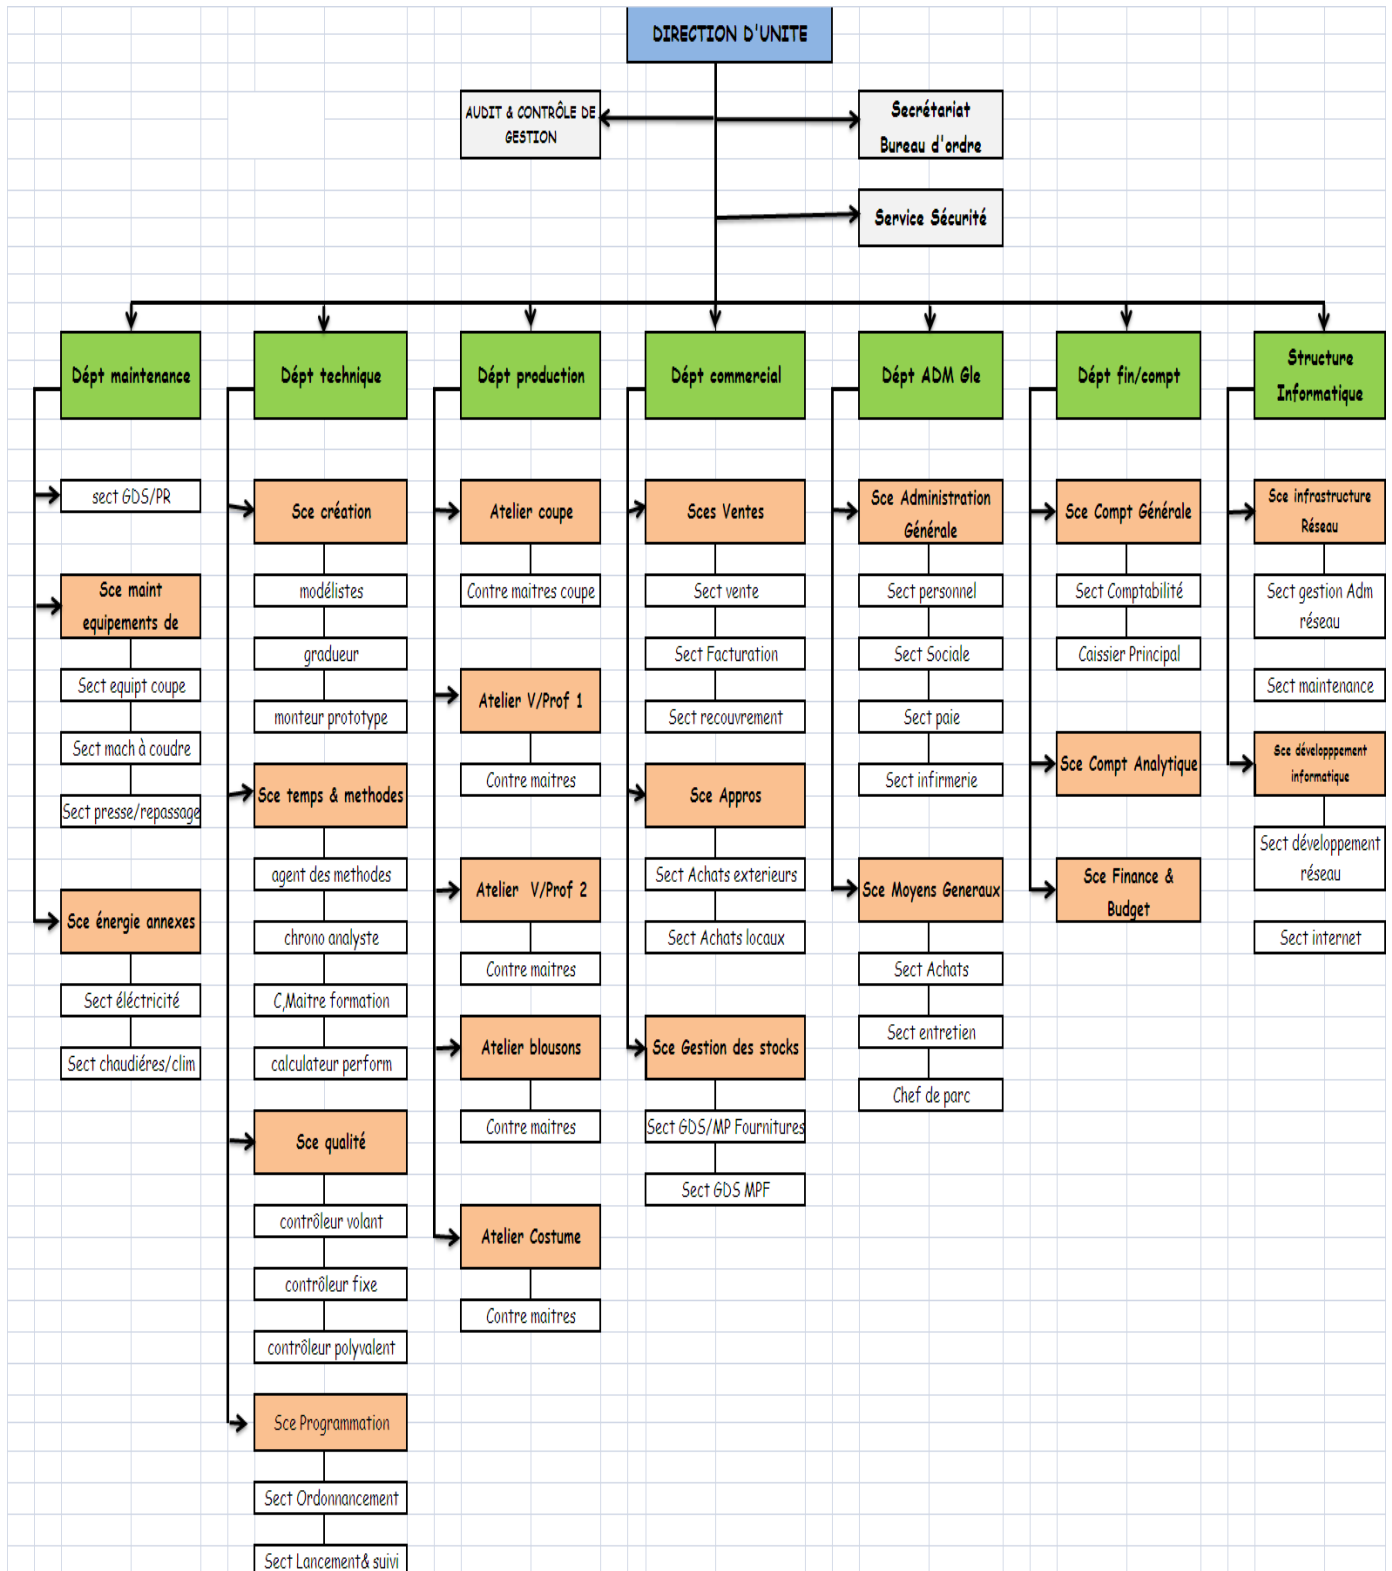 DIRECTION D'UNITE
AUDIT & CONTRÔLE DE
GESTION
Secrétariat
Bureau d'ordre
Service Sécurité
Dépt maintenance
sect GDS/PR
Sce maint
equipements de
Sect equipt coupe
Sect mach à coudre
Sect presse/repassage
Sce énergie annexes
Sect éléctricité
Sect chaudiéres/clim
Dépt technique
Sce création
modélistes
gradueur
monteur prototype
Sce temps & methodes
agent des methodes
chrono analyste
C,Maitre formation
calculateur perform
Sce qualité
contrôleur volant
contrôleur fixe
contrôleur polyvalent
Sce Programmation
Sect Ordonnancement
Sect Lancement& suivi
Dépt production
Atelier coupe
Contre maitres coupe
Atelier V/Prof 1
Contre maitres
Atelier V/Prof 2
Contre maitres
Atelier blousons
Contre maitres
Atelier Costume
Contre maitres
Dépt commercial
Sces Ventes
Sect vente
Sect Facturation
Sect recouvrement
Sce Appros
Sect Achats exterieurs
Sect Achats locaux
Sce Gestion des stocks
Sect GDS/MP Fournitures
Sect GDS MPF
Dépt ADM Gle
Sce Administration
Générale
Sect personnel
Sect Sociale
Sect paie
Sect infirmerie
Sce Moyens Generaux
Sect Achats
Sect entretien
Chef de parc
Dépt fin/compt
Sce Compt Générale
Sect Comptabilité
Caissier Principal
Sce Compt Analytique
Sce Finance &
Budget
Structure
Informatique
Sce infrastructure
Réseau
Sect gestion Adm
réseau
Sect maintenance
Sce développpement
informatique
Sect développement
réseau
Sect internet